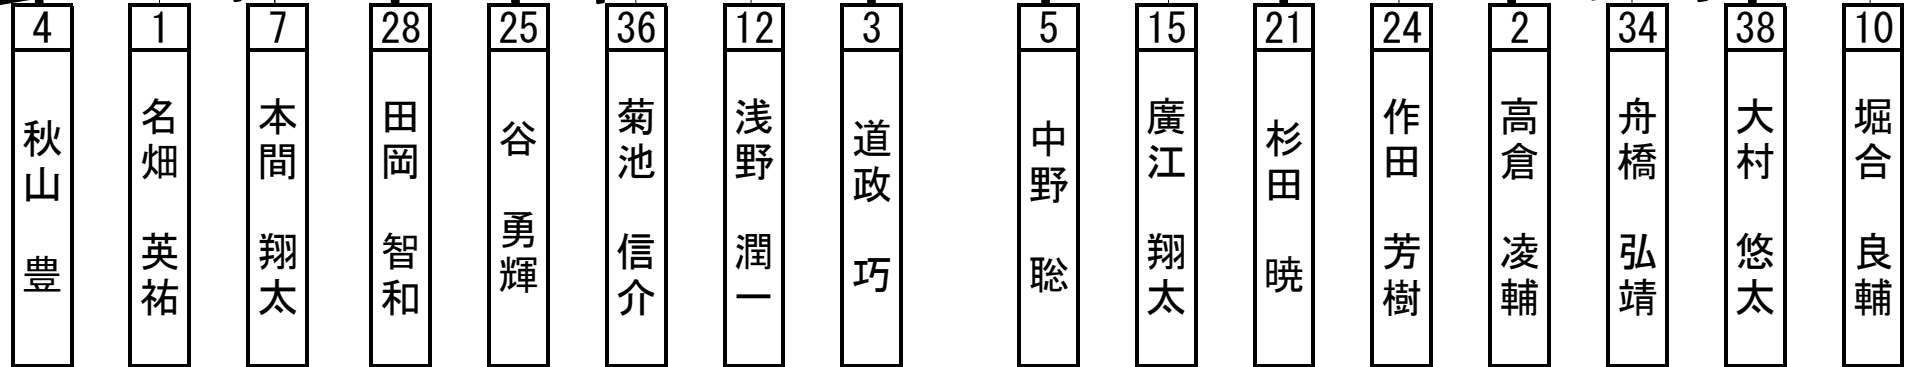 4
秋山 豊
1
名畑 英祐
7
本間 翔太
28
田岡 智和
25
谷 勇輝
36
菊池 信介
12
浅野 潤一
3
道政 巧
5
中野 聡
15
廣江 翔太
21
杉田 暁
24
作田 芳樹
2
高倉 凌輔
34
舟橋 弘靖
38
大村 悠太
10
堀合 良輔